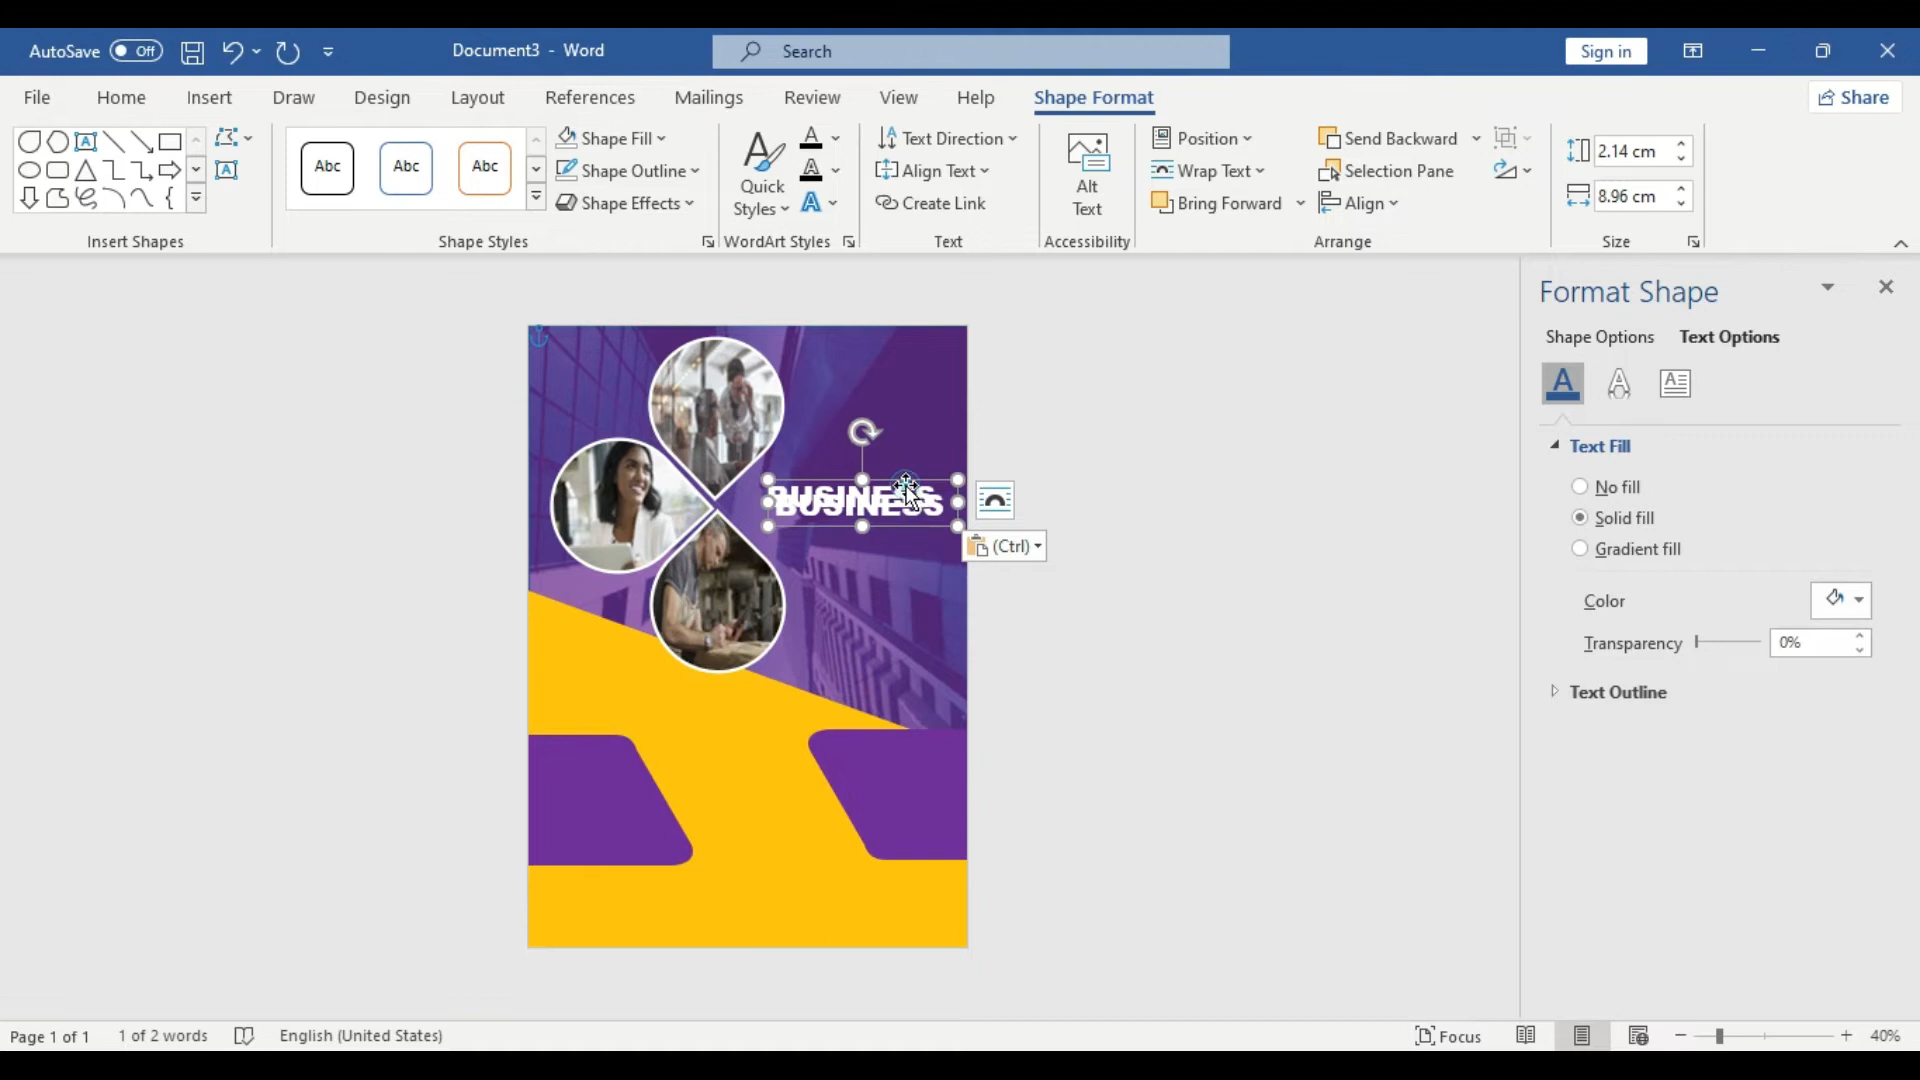 AutoSave Off Document3 - Word Search Sign in
File Home Insert Draw Design Layout References Mailings Review View Help Shape Format Share
Abc Abc Abc
Shape Fill
Shape Outline
Shape Effects
Quick
Styles
Text Direction
Align Text
Create Link
Alt
Text
Position
Wrap Text
Bring Forward
Send Backward
Selection Pane
Align
2.14 cm
8.96 cm
Insert Shapes Shape Styles WordArt Styles Text Accessibility Arrange Size
Format Shape
Shape Options Text Options
Text Fill
No fill
Solid fill
Gradient fill
Color
Transparency 0%
Text Outline
BUSINESS
BUSINESS
(Ctrl)
Page 1 of 1 1 of 2 words English (United States) Focus 40%